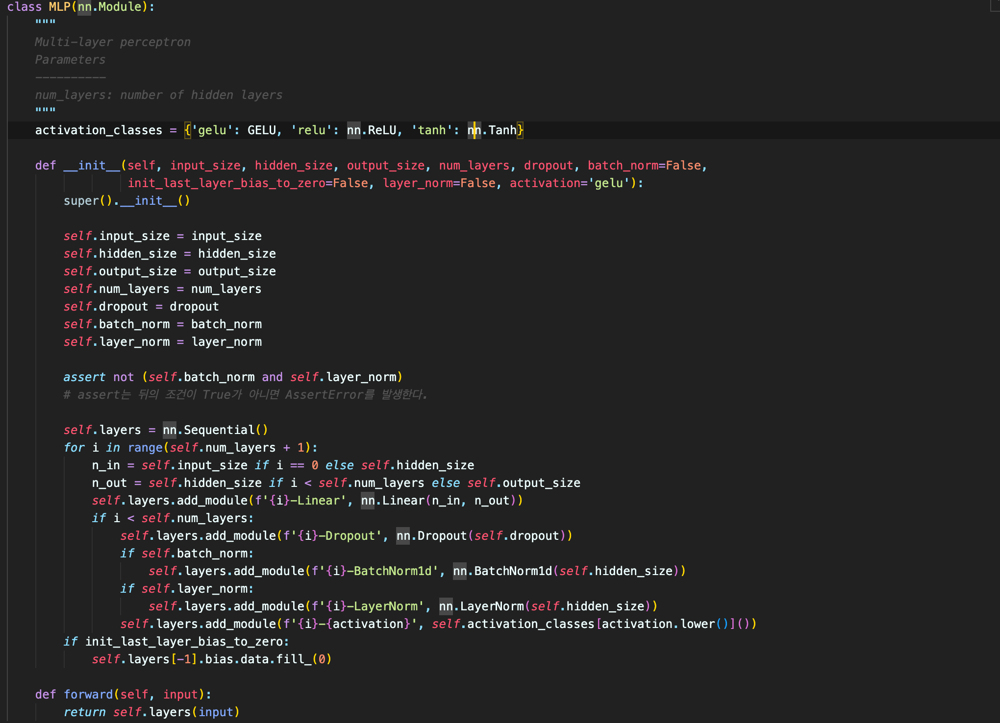 class MLP(nn.Module):
    """
    Multi-layer perceptron
    Parameters
    ----------
    num_layers: number of hidden layers
    """
    activation_classes = {'gelu': GELU, 'relu': nn.ReLU, 'tanh': nn.Tanh}

    def __init__(self, input_size, hidden_size, output_size, num_layers, dropout, batch_norm=False,
                 init_last_layer_bias_to_zero=False, layer_norm=False, activation='gelu'):
        super().__init__()

        self.input_size = input_size
        self.hidden_size = hidden_size
        self.output_size = output_size
        self.num_layers = num_layers
        self.dropout = dropout
        self.batch_norm = batch_norm
        self.layer_norm = layer_norm

        assert not (self.batch_norm and self.layer_norm)
        # assert는 뒤의 조건이 True가 아니면 AssertError를 발생한다.

        self.layers = nn.Sequential()
        for i in range(self.num_layers + 1):
            n_in = self.input_size if i == 0 else self.hidden_size
            n_out = self.hidden_size if i < self.num_layers else self.output_size
            self.layers.add_module(f'{i}-Linear', nn.Linear(n_in, n_out))
            if i < self.num_layers:
                self.layers.add_module(f'{i}-Dropout', nn.Dropout(self.dropout))
                if self.batch_norm:
                    self.layers.add_module(f'{i}-BatchNorm1d', nn.BatchNorm1d(self.hidden_size))
                if self.layer_norm:
                    self.layers.add_module(f'{i}-LayerNorm', nn.LayerNorm(self.hidden_size))
                self.layers.add_module(f'{i}-{activation}', self.activation_classes[activation.lower()]())
        if init_last_layer_bias_to_zero:
            self.layers[-1].bias.data.fill_(0)

    def forward(self, input):
        return self.layers(input)